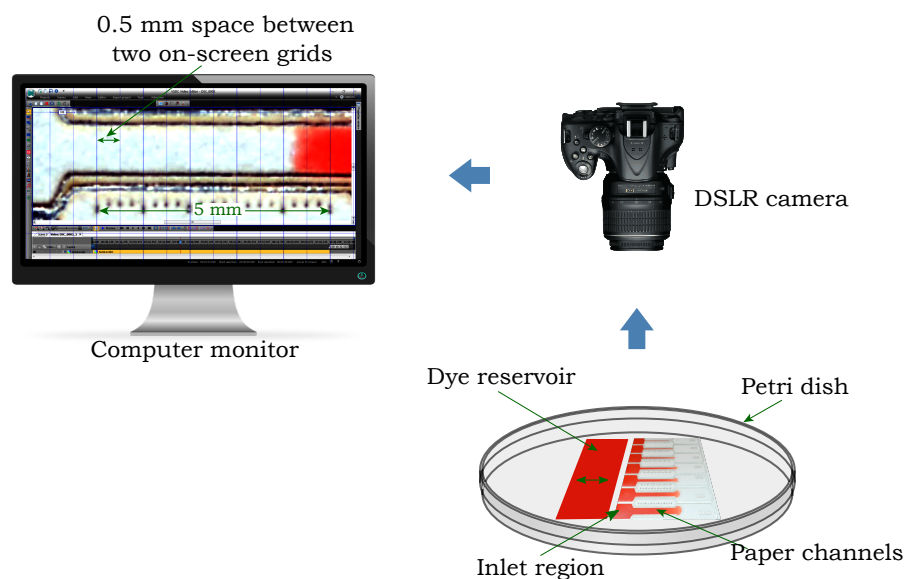 0.5 mm space between
two on-screen grids
5 mm
Computer monitor
DSLR camera
Dye reservoir
Petri dish
Inlet region
Paper channels